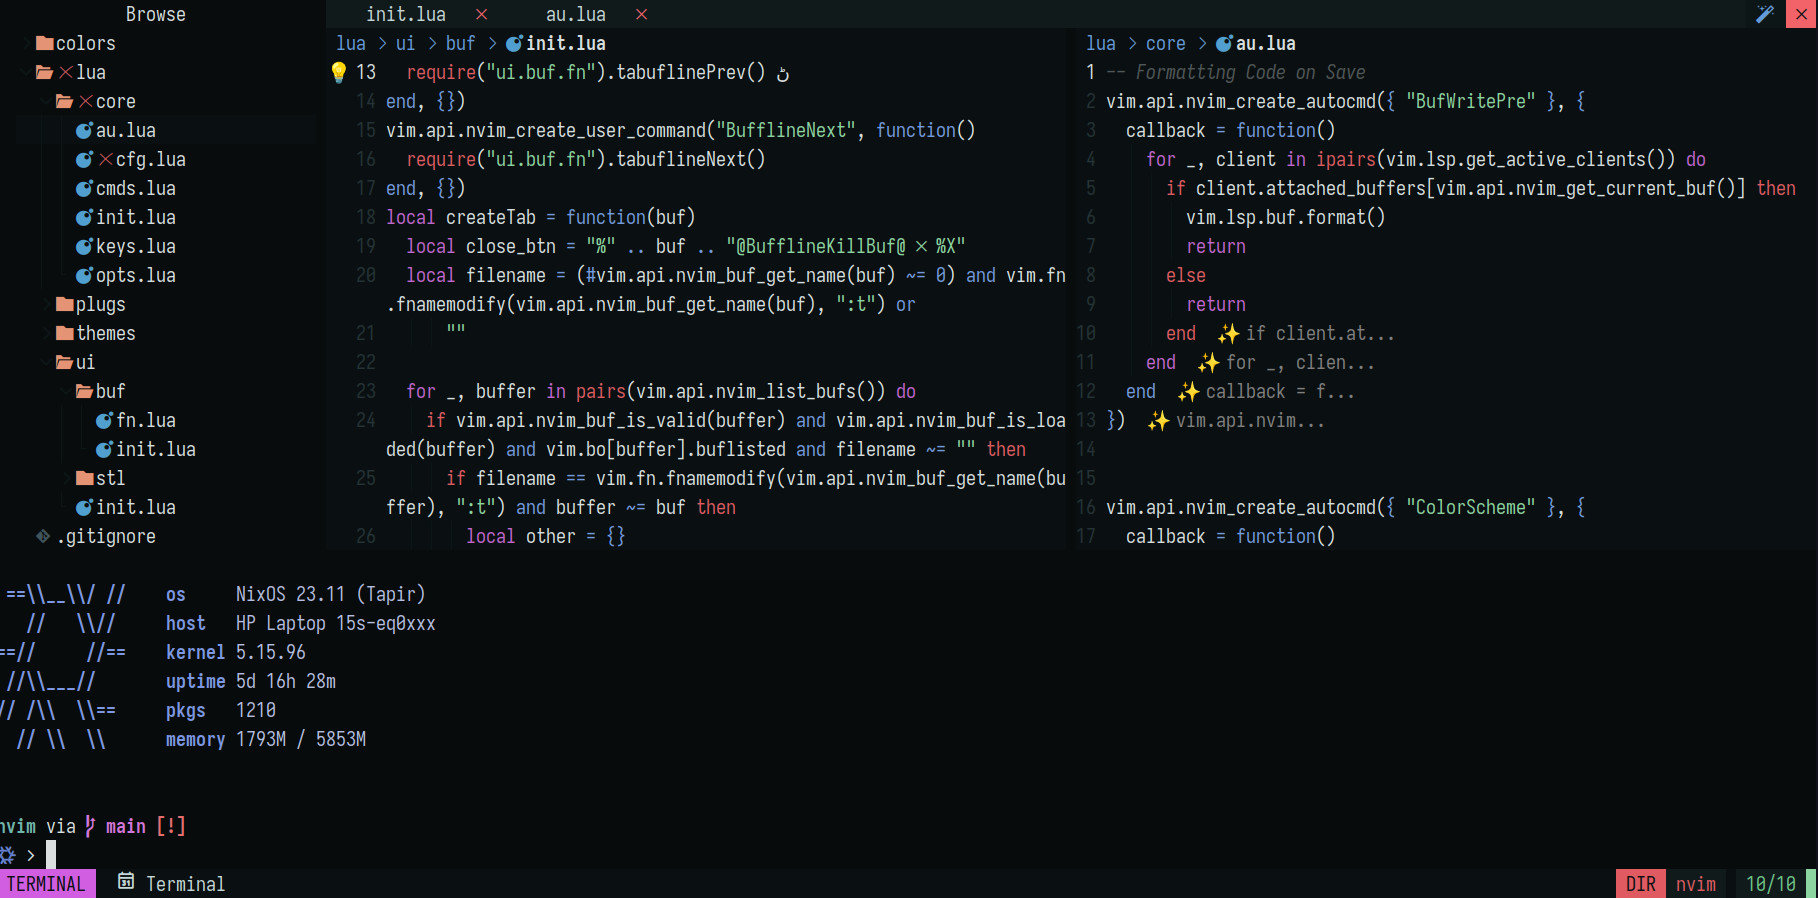 Browse
colors
lua
core
au.lua
cfg.lua
cmds.lua
init.lua
keys.lua
opts.lua
plugs
themes
ui
buf
fn.lua
init.lua
stl
init.lua
.gitignore
init.lua × au.lua ×
lua > ui > buf > init.lua
13 require("ui.buf.fn").tabuflinePrev() ٹ
14 end, {})
15 vim.api.nvim_create_user_command("BufflineNext", function()
16 require("ui.buf.fn").tabuflineNext()
17 end, {})
18 local createTab = function(buf)
19 local close_btn = "%" .. buf .. "@BufflineKillBuf@ × %X"
20 local filename = (#vim.api.nvim_buf_get_name(buf) ~= 0) and vim.fn
.fnamemodify(vim.api.nvim_buf_get_name(buf), ":t") or
21 ""
22
23 for _, buffer in pairs(vim.api.nvim_list_bufs()) do
24 if vim.api.nvim_buf_is_valid(buffer) and vim.api.nvim_buf_is_loa
ded(buffer) and vim.bo[buffer].buflisted and filename ~= "" then
25 if filename == vim.fn.fnamemodify(vim.api.nvim_buf_get_name(bu
ffer), ":t") and buffer ~= buf then
26 local other = {}
lua > core > au.lua
1 -- Formatting Code on Save
2 vim.api.nvim_create_autocmd({ "BufWritePre" }, {
3 callback = function()
4 for _, client in ipairs(vim.lsp.get_active_clients()) do
5 if client.attached_buffers[vim.api.nvim_get_current_buf()] then
6 vim.lsp.buf.format()
7 return
8 else
9 return
10 end ✨ if client.at...
11 end ✨ for _, clien...
12 end ✨ callback = f...
13 }) ✨ vim.api.nvim...
14
15
16 vim.api.nvim_create_autocmd({ "ColorScheme" }, {
17 callback = function()
==\\__\\/ // os NixOS 23.11 (Tapir)
// \\// host HP Laptop 15s-eq0xxx
==// //== kernel 5.15.96
//\\___// uptime 5d 16h 28m
// /\\ \\== pkgs 1210
// \\ \\ memory 1793M / 5853M
nvim via main [!]
>
TERMINAL Terminal DIR nvim 10/10